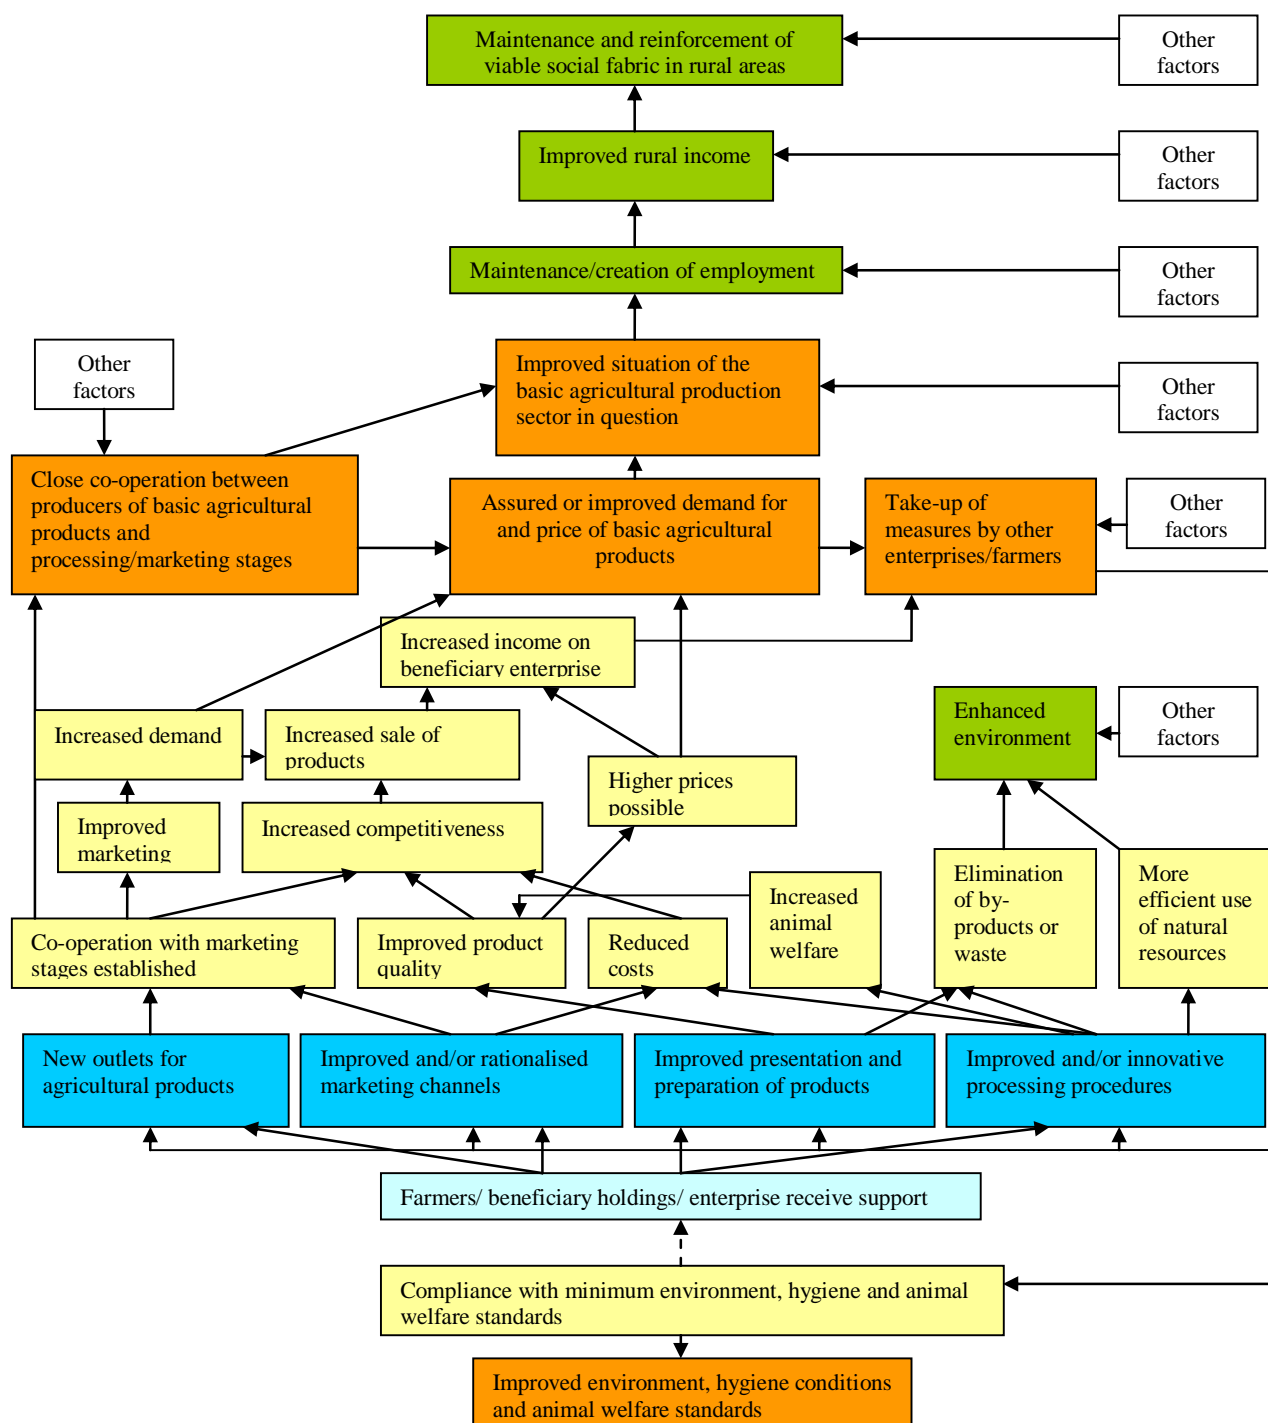 Maintenance and reinforcement of
viable social fabric in rural areas
Other
factors
Improved rural income
Other
factors
Maintenance/creation of employment
Other
factors
Other
factors
Improved situation of the
basic agricultural production
sector in question
Other
factors
Close co-operation between
producers of basic agricultural
products and
processing/marketing stages
Assured or improved demand for
and price of basic agricultural
products
Take-up of
measures by other
enterprises/farmers
Other
factors
Increased income on
beneficiary enterprise
Increased demand
Increased sale of
products
Higher prices
possible
Enhanced
environment
Other
factors
Improved
marketing
Increased competitiveness
Increased
animal
welfare
Elimination
of by-
products or
waste
More
efficient use
of natural
resources
Co-operation with marketing
stages established
Improved product
quality
Reduced
costs
New outlets for
agricultural products
Improved and/or rationalised
marketing channels
Improved presentation and
preparation of products
Improved and/or innovative
processing procedures
Farmers/ beneficiary holdings/ enterprise receive support
Compliance with minimum environment, hygiene and animal
welfare standards
Improved environment, hygiene conditions
and animal welfare standards